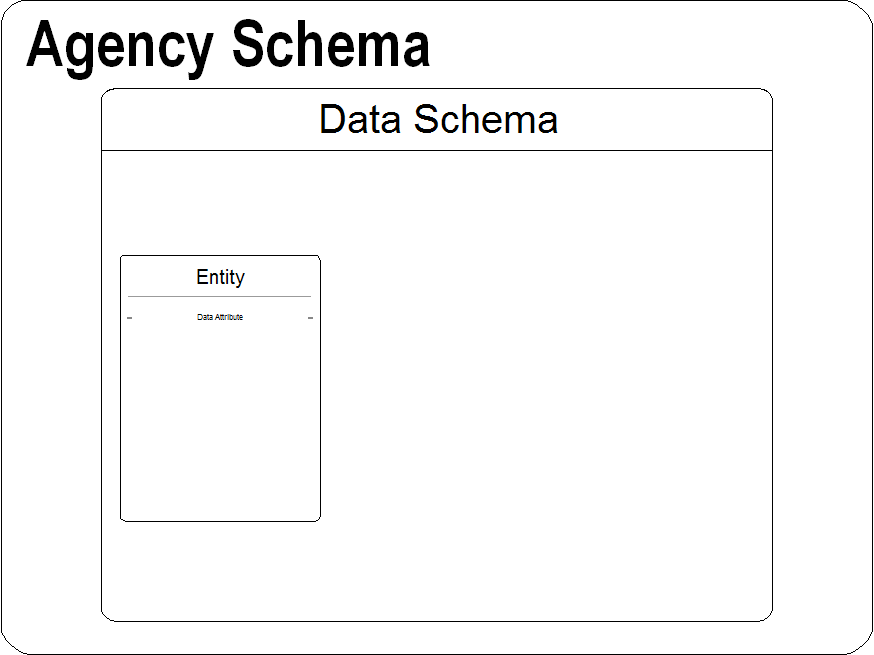 Agency Schema
Data Schema
Entity
Data Attribute